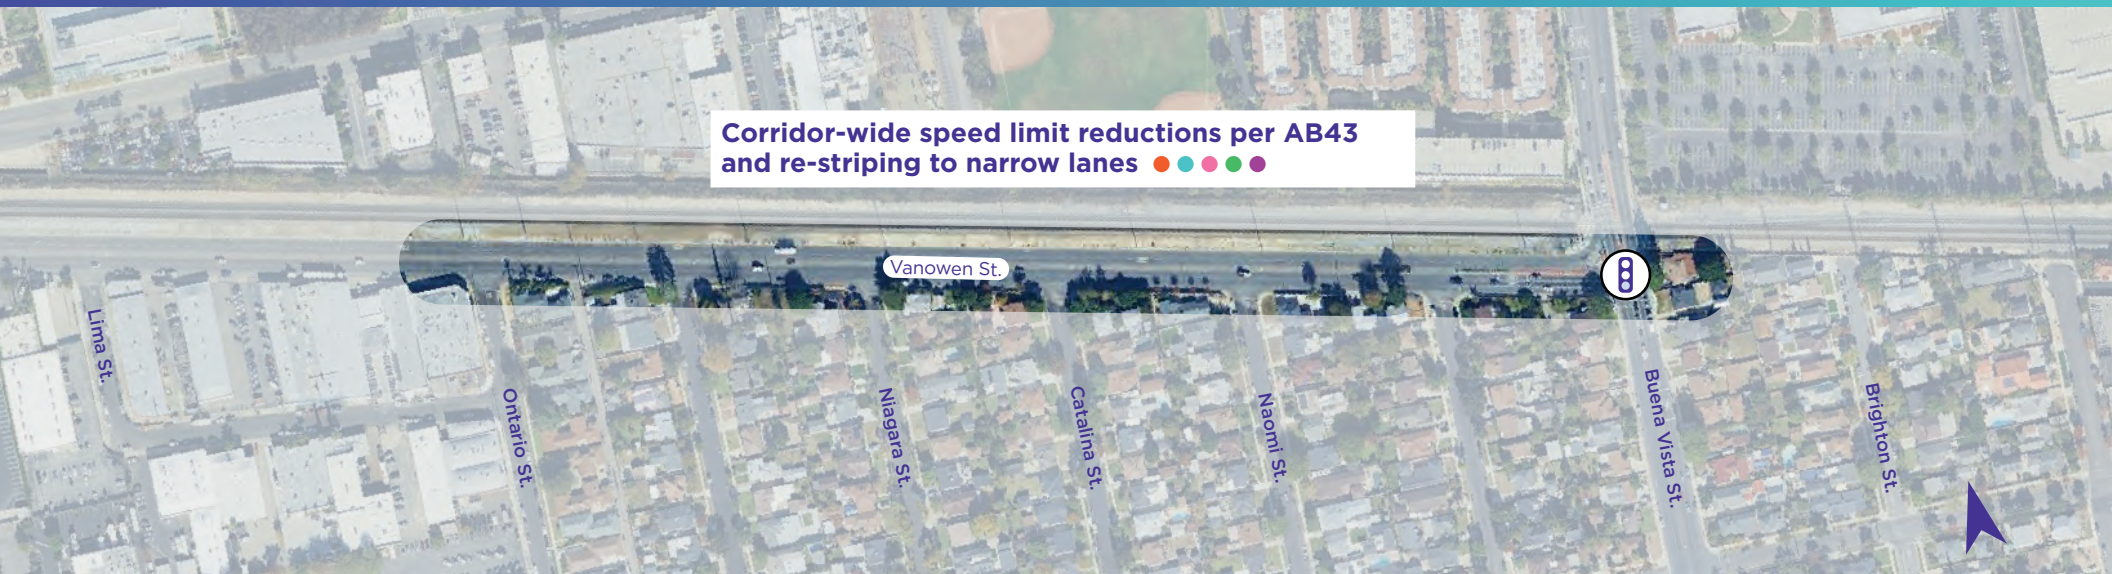 Corridor-wide speed limit reductions per AB43
and re-striping to narrow lanes
Vanowen St.
Lima St.
Ontario St.
Niagara St.
Catalina St.
Naomi St.
Buena Vista St.
Brighton St.